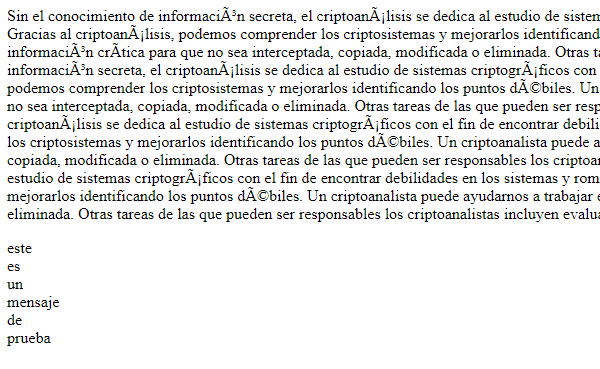 Sin el conocimiento de informaciÃ³n secreta, el criptoanÃ¡lisis se dedica al estudio de sistem
Gracias al criptoanÃ¡lisis, podemos comprender los criptosistemas y mejorarlos identificand
informaciÃ³n crÃ­tica para que no sea interceptada, copiada, modificada o eliminada. Otras ta
informaciÃ³n secreta, el criptoanÃ¡lisis se dedica al estudio de sistemas criptogrÃ¡ficos con
podemos comprender los criptosistemas y mejorarlos identificando los puntos dÃ©biles. Un
no sea interceptada, copiada, modificada o eliminada. Otras tareas de las que pueden ser resp
criptoanÃ¡lisis se dedica al estudio de sistemas criptogrÃ¡ficos con el fin de encontrar debili
los criptosistemas y mejorarlos identificando los puntos dÃ©biles. Un criptoanalista puede a
copiada, modificada o eliminada. Otras tareas de las que pueden ser responsables los criptoan
estudio de sistemas criptogrÃ¡ficos con el fin de encontrar debilidades en los sistemas y rom
mejorarlos identificando los puntos dÃ©biles. Un criptoanalista puede ayudarnos a trabajar e
eliminada. Otras tareas de las que pueden ser responsables los criptoanalistas incluyen evalua
este
es
un
mensaje
de
prueba